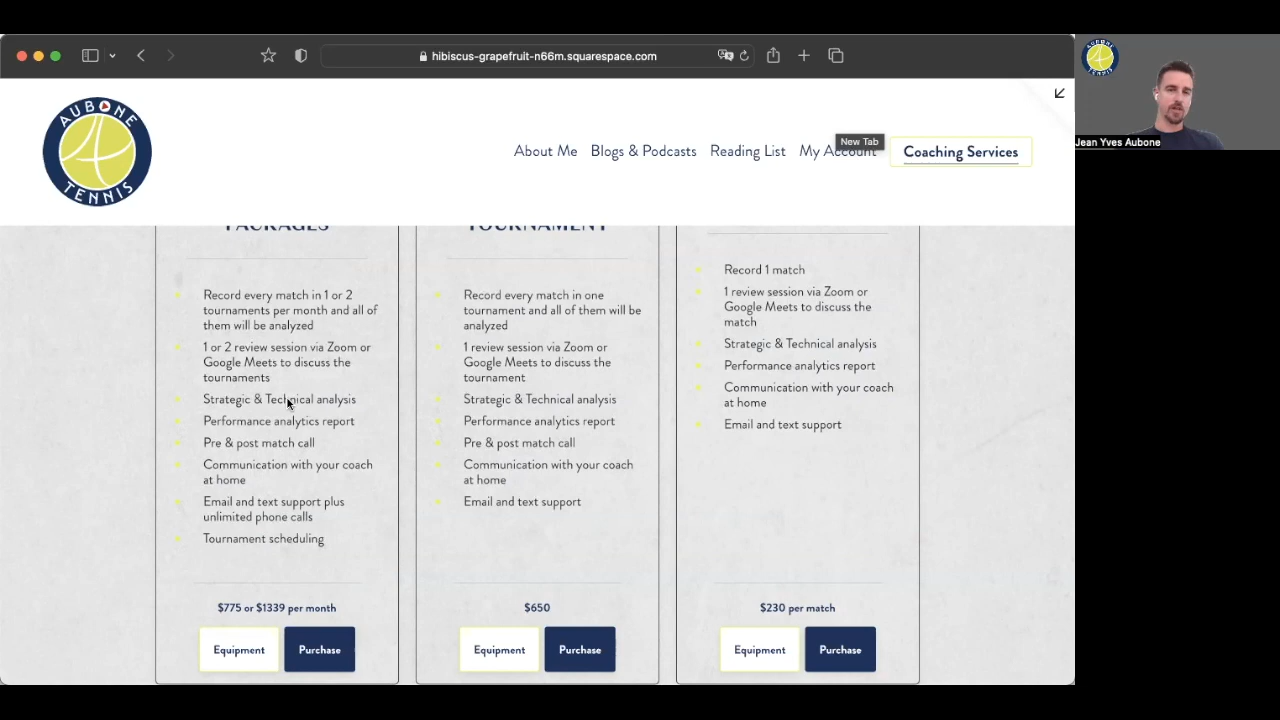 hibiscus-grapefruit-n66m.squarespace.com
AUBONE
TENNIS
Jean Yves Aubone
New Tab
About Me
Blogs & Podcasts
Reading List
My Account
Coaching Services
PACKAGES
Record every match in 1 or 2
tournaments per month and all of
them will be analyzed
1 or 2 review session via Zoom or
Google Meets to discuss the
tournaments
Strategic & Technical analysis
Performance analytics report
Pre & post match call
Communication with your coach
at home
Email and text support plus
unlimited phone calls
Tournament scheduling
$775 or $1339 per month
Equipment
Purchase
TOURNAMENT
Record every match in one
tournament and all of them will be
analyzed
1 review session via Zoom or
Google Meets to discuss the
tournament
Strategic & Technical analysis
Performance analytics report
Pre & post match call
Communication with your coach
at home
Email and text support
$650
Equipment
Purchase
Record 1 match
1 review session via Zoom or
Google Meets to discuss the
match
Strategic & Technical analysis
Performance analytics report
Communication with your coach
at home
Email and text support
$230 per match
Equipment
Purchase